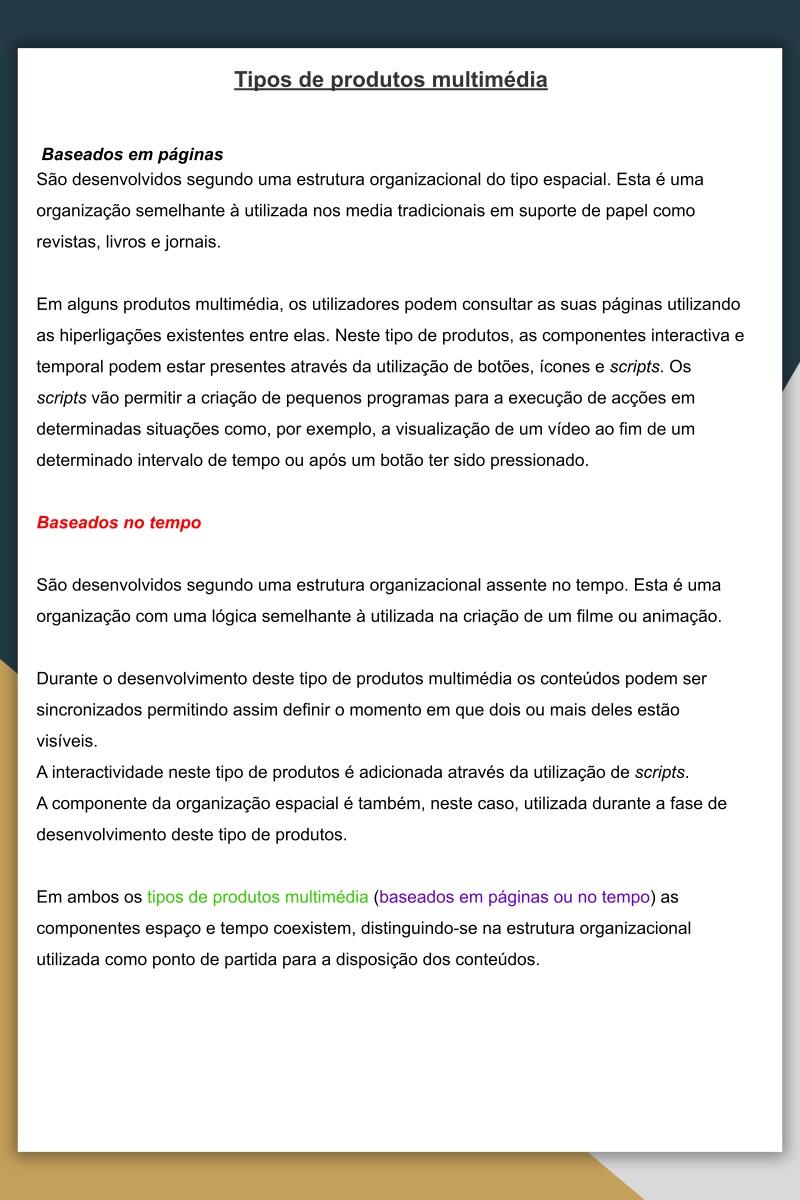 Tipos de produtos multimédia
Baseados em páginas
São desenvolvidos segundo uma estrutura organizacional do tipo espacial. Esta é uma
organização semelhante à utilizada nos media tradicionais em suporte de papel como
revistas, livros e jornais.
Em alguns produtos multimédia, os utilizadores podem consultar as suas páginas utilizando
as hiperligações existentes entre elas. Neste tipo de produtos, as componentes interactiva e
temporal podem estar presentes através da utilização de botões, ícones e scripts. Os
scripts vão permitir a criação de pequenos programas para a execução de acções em
determinadas situações como, por exemplo, a visualização de um vídeo ao fim de um
determinado intervalo de tempo ou após um botão ter sido pressionado.
Baseados no tempo
São desenvolvidos segundo uma estrutura organizacional assente no tempo. Esta é uma
organização com uma lógica semelhante à utilizada na criação de um filme ou animação.
Durante o desenvolvimento deste tipo de produtos multimédia os conteúdos podem ser
sincronizados permitindo assim definir o momento em que dois ou mais deles estão
visíveis.
A interactividade neste tipo de produtos é adicionada através da utilização de scripts.
A componente da organização espacial é também, neste caso, utilizada durante a fase de
desenvolvimento deste tipo de produtos.
Em ambos os tipos de produtos multimédia (baseados em páginas ou no tempo) as
componentes espaço e tempo coexistem, distinguindo-se na estrutura organizacional
utilizada como ponto de partida para a disposição dos conteúdos.